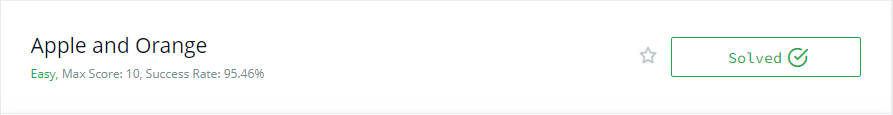 Apple and Orange
Easy, Max Score: 10, Success Rate: 95.46%
Solved